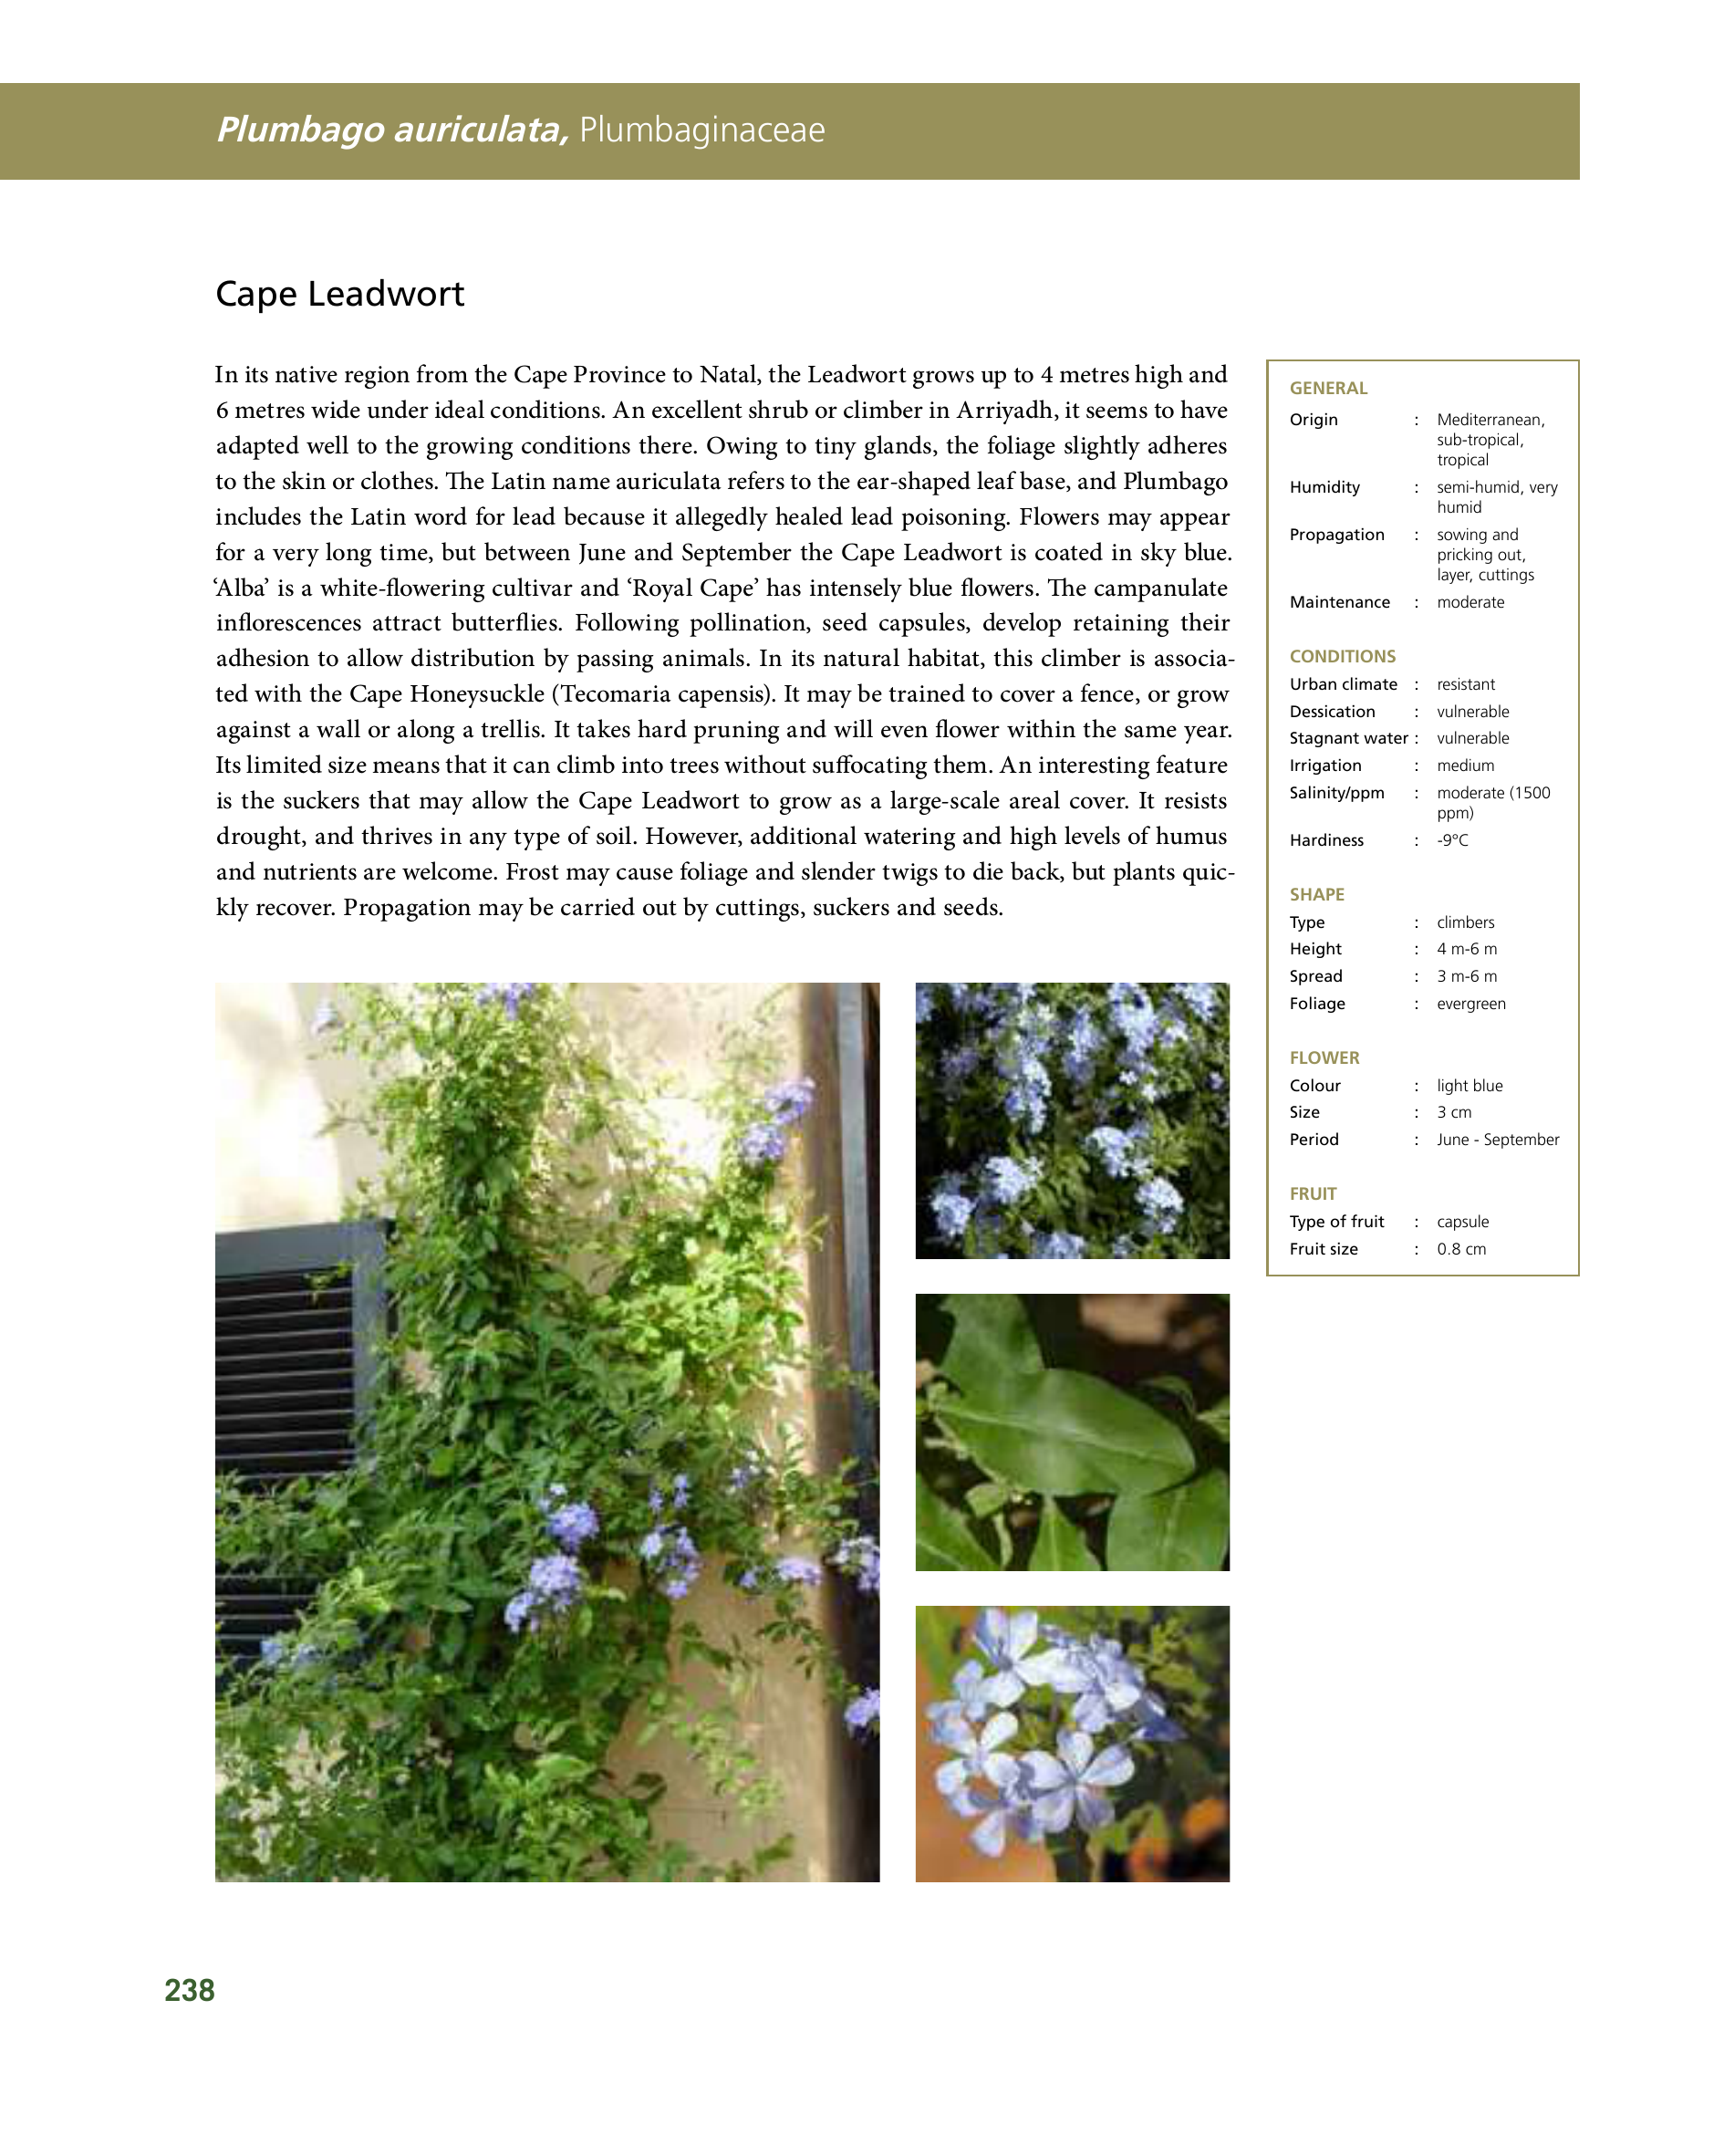 Plumbago auriculata, Plumbaginaceae
Cape Leadwort
In its native region from the Cape Province to Natal, the Leadwort grows up to 4 metres high and
6 metres wide under ideal conditions. An excellent shrub or climber in Arriyadh, it seems to have
adapted well to the growing conditions there. Owing to tiny glands, the foliage slightly adheres
to the skin or clothes. The Latin name auriculata refers to the ear-shaped leaf base, and Plumbago
includes the Latin word for lead because it allegedly healed lead poisoning. Flowers may appear
for a very long time, but between June and September the Cape Leadwort is coated in sky blue.
‘Alba’ is a white-flowering cultivar and ‘Royal Cape’ has intensely blue flowers. The campanulate
inflorescences attract butterflies. Following pollination, seed capsules, develop retaining their
adhesion to allow distribution by passing animals. In its natural habitat, this climber is associa-
ted with the Cape Honeysuckle (Tecomaria capensis). It may be trained to cover a fence, or grow
against a wall or along a trellis. It takes hard pruning and will even flower within the same year.
Its limited size means that it can climb into trees without suffocating them. An interesting feature
is the suckers that may allow the Cape Leadwort to grow as a large-scale areal cover. It resists
drought, and thrives in any type of soil. However, additional watering and high levels of humus
and nutrients are welcome. Frost may cause foliage and slender twigs to die back, but plants quic-
kly recover. Propagation may be carried out by cuttings, suckers and seeds.
GENERAL
Origin : Mediterranean,
sub-tropical,
tropical
Humidity : semi-humid, very
humid
Propagation : sowing and
pricking out,
layer, cuttings
Maintenance : moderate
CONDITIONS
Urban climate : resistant
Dessication : vulnerable
Stagnant water : vulnerable
Irrigation : medium
Salinity/ppm : moderate (1500
ppm)
Hardiness : -9°C
SHAPE
Type : climbers
Height : 4 m-6 m
Spread : 3 m-6 m
Foliage : evergreen
FLOWER
Colour : light blue
Size : 3 cm
Period : June - September
FRUIT
Type of fruit : capsule
Fruit size : 0.8 cm
238